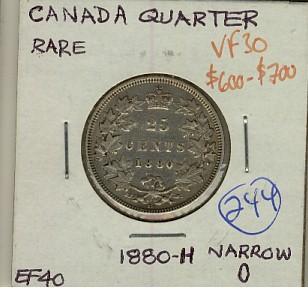 CANADA QUARTER
RARE
VF30
$600-$700
25
CENTS
1880
244
1880-H NARROW
0
EF40